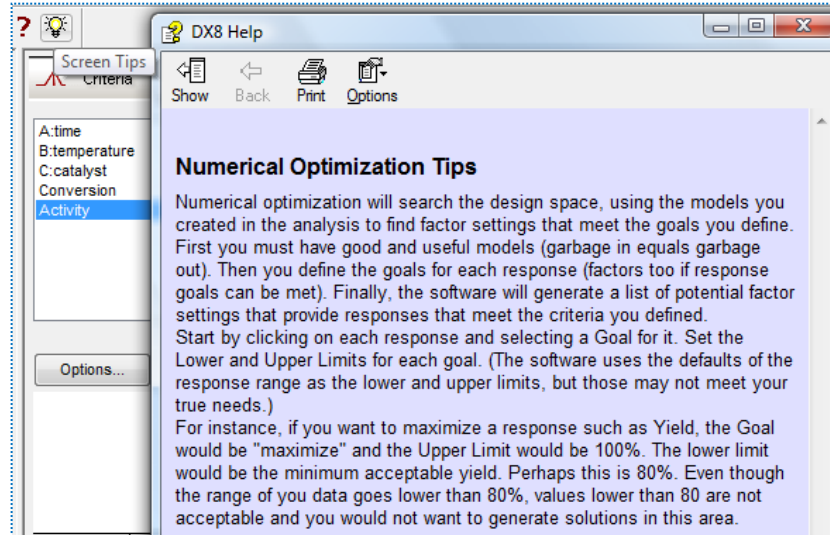 ?
DX8 Help
Screen Tips
Criteria
Show Back Print Options
A:time
B:temperature
C:catalyst
Conversion
Activity
Options...
Numerical Optimization Tips
Numerical optimization will search the design space, using the models you
created in the analysis to find factor settings that meet the goals you define.
First you must have good and useful models (garbage in equals garbage
out). Then you define the goals for each response (factors too if response
goals can be met). Finally, the software will generate a list of potential factor
settings that provide responses that meet the criteria you defined.
Start by clicking on each response and selecting a Goal for it. Set the
Lower and Upper Limits for each goal. (The software uses the defaults of the
response range as the lower and upper limits, but those may not meet your
true needs.)
For instance, if you want to maximize a response such as Yield, the Goal
would be "maximize" and the Upper Limit would be 100%. The lower limit
would be the minimum acceptable yield. Perhaps this is 80%. Even though
the range of you data goes lower than 80%, values lower than 80 are not
acceptable and you would not want to generate solutions in this area.